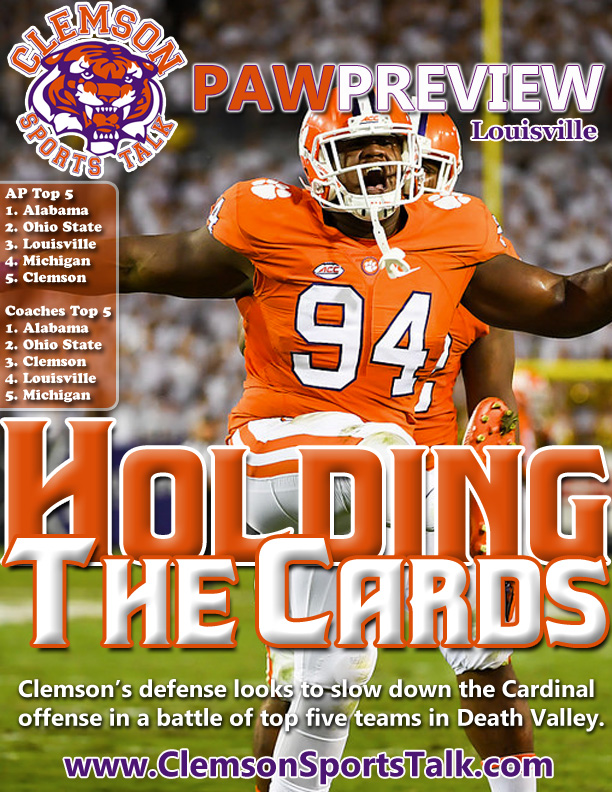 CLEMSON
SPORTS TALK
PAWPREVIEW
Louisville
AP Top 5
1. Alabama
2. Ohio State
3. Louisville
4. Michigan
5. Clemson
Coaches Top 5
1. Alabama
2. Ohio State
3. Clemson
4. Louisville
5. Michigan
ACC
ACC
94
HOLDING
THE CARDS
Clemson’s defense looks to slow down the Cardinal
offense in a battle of top five teams in Death Valley.
www.ClemsonSportsTalk.com